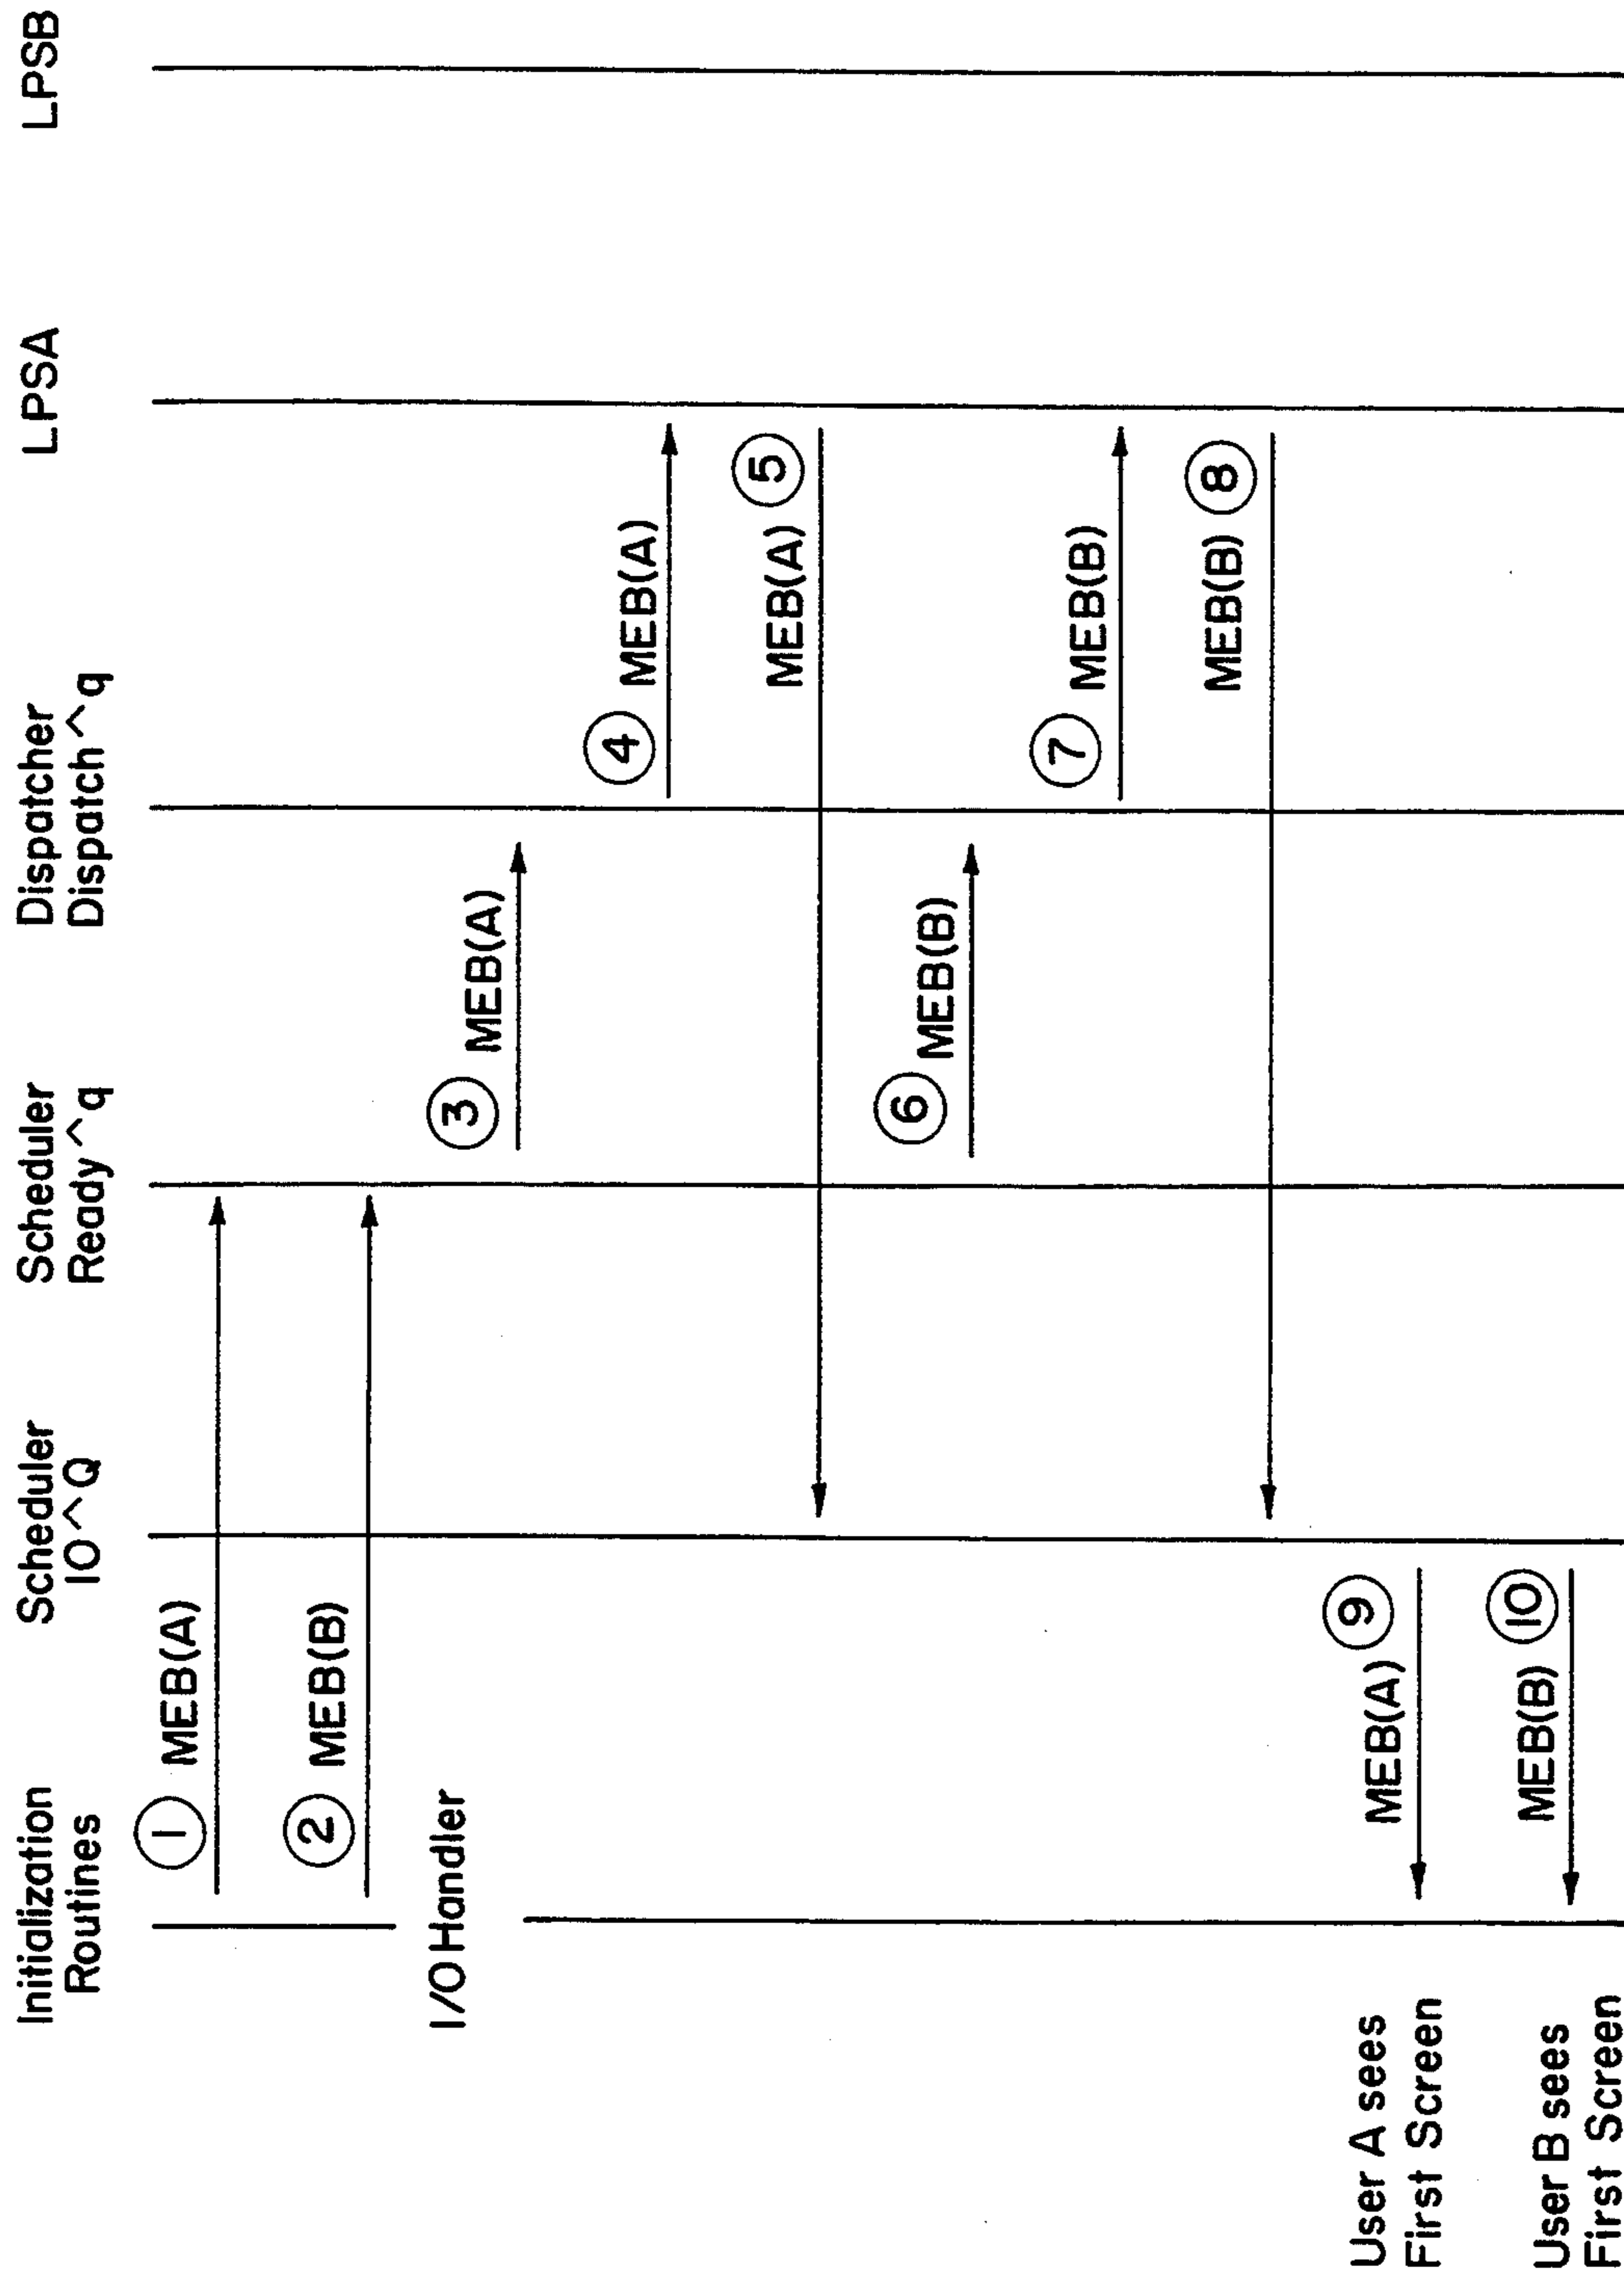 Initialization
Routines
Scheduler
IO^Q
Scheduler
Ready^q
Dispatcher
Dispatch^q
LPSA
LPSB
1 MEB(A)
2 MEB(B)
I/O Handler
3 MEB(A)
4 MEB(A)
MEB(A) 5
6 MEB(B)
7 MEB(B)
MEB(B) 8
User A sees
First Screen
MEB(A) 9
User B sees
First Screen
MEB(B) 10